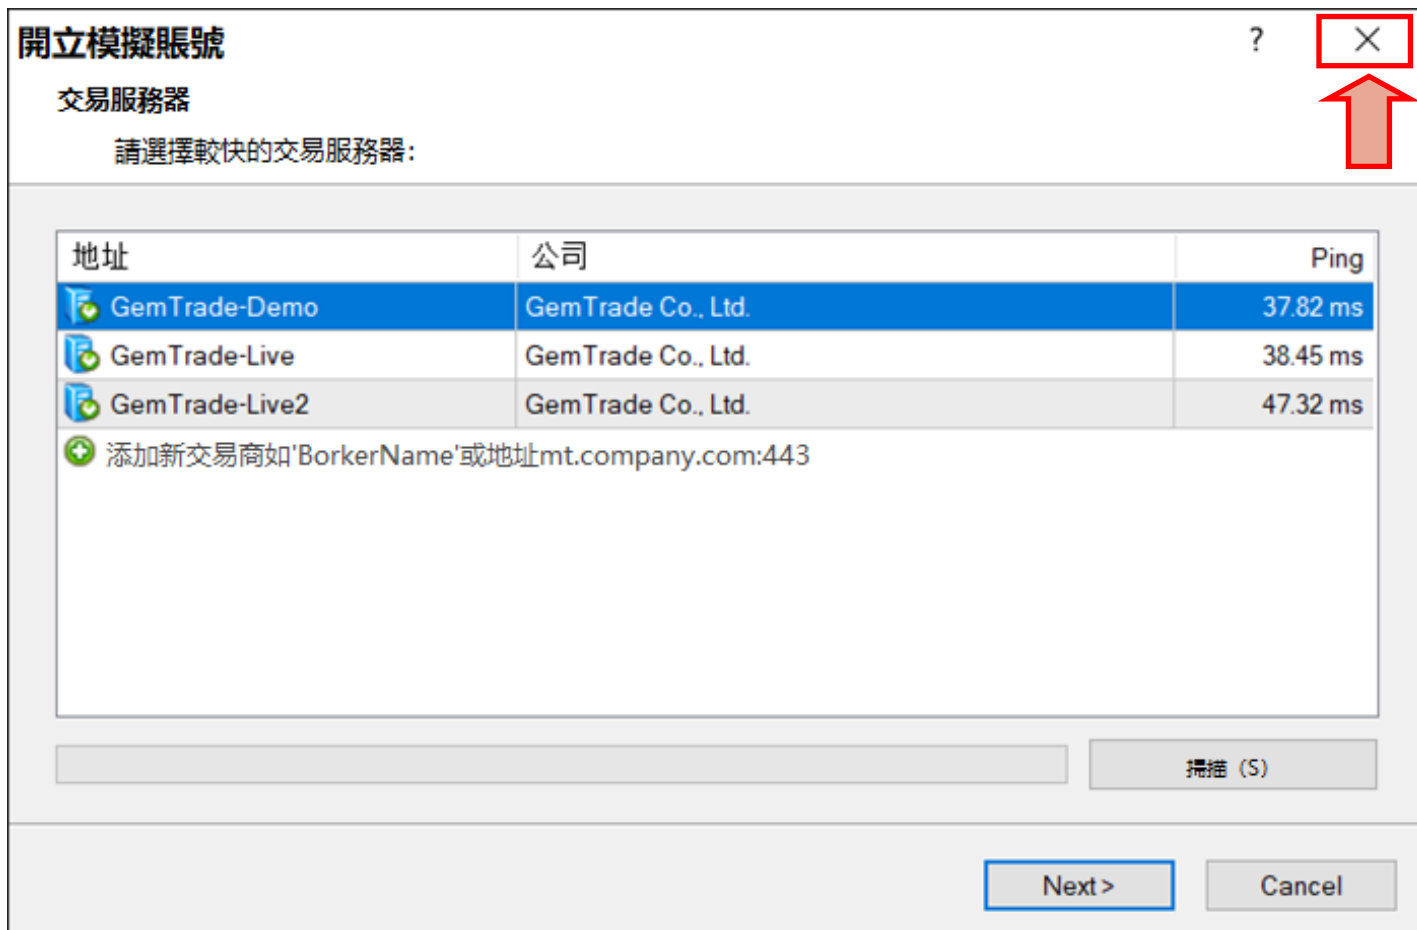 開立模擬賬號
?
交易服務器
請選擇較快的交易服務器:
地址 公司 Ping
GemTrade-Demo GemTrade Co., Ltd. 37.82 ms
GemTrade-Live GemTrade Co., Ltd. 38.45 ms
GemTrade-Live2 GemTrade Co., Ltd. 47.32 ms
添加新交易商如'BorkerName'或地址mt.company.com:443
掃描 (S)
Next >
Cancel